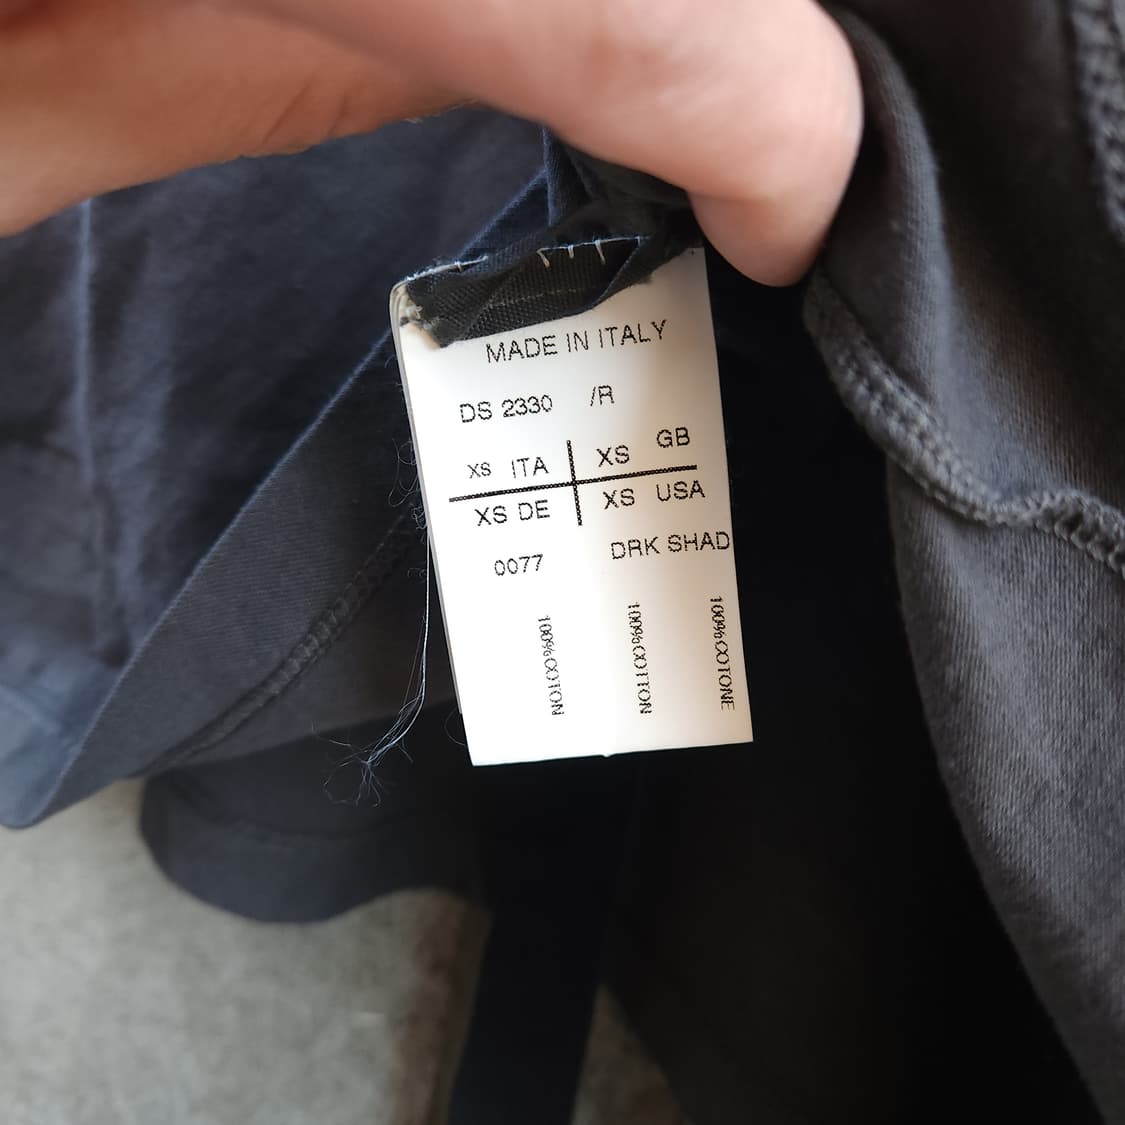 MADE IN ITALY
DS 2330 /R
XS ITA XS GB
XS DE XS USA
0077 DRK SHAD
100% COTON
100% COTTON
100% COTONE